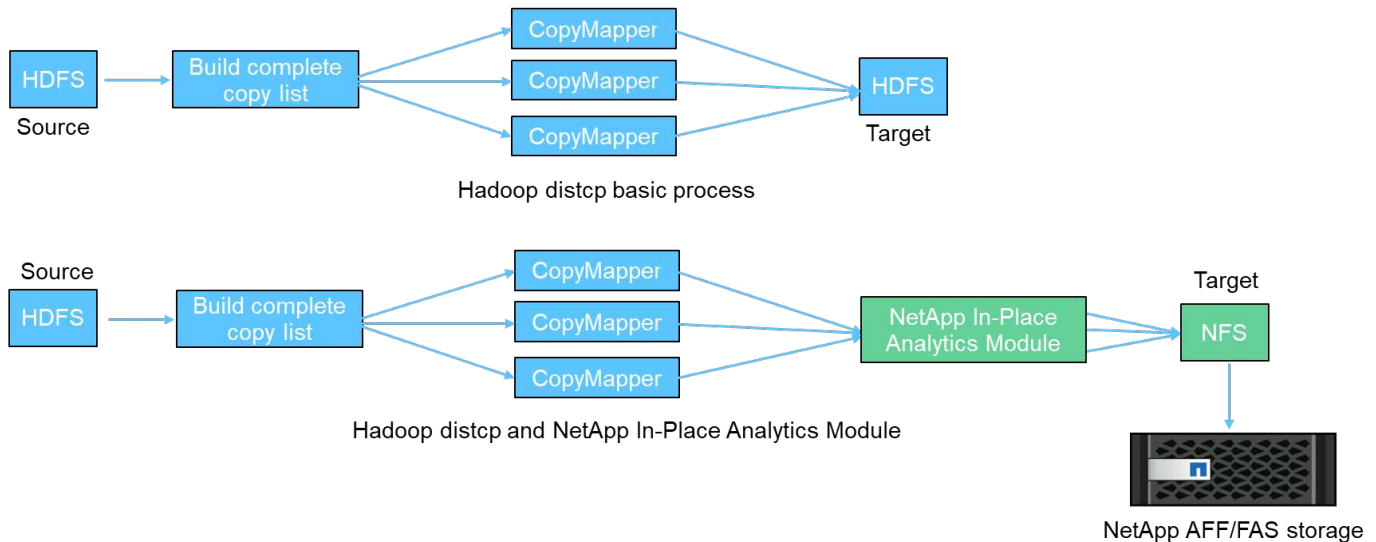 CopyMapper
HDFS
Build complete
copy list
CopyMapper
HDFS
Source
CopyMapper
Target
Hadoop distcp basic process
Source
CopyMapper
Target
HDFS
Build complete
copy list
CopyMapper
NetApp In-Place
Analytics Module
NFS
CopyMapper
Hadoop distcp and NetApp In-Place Analytics Module
NetApp AFF/FAS storage